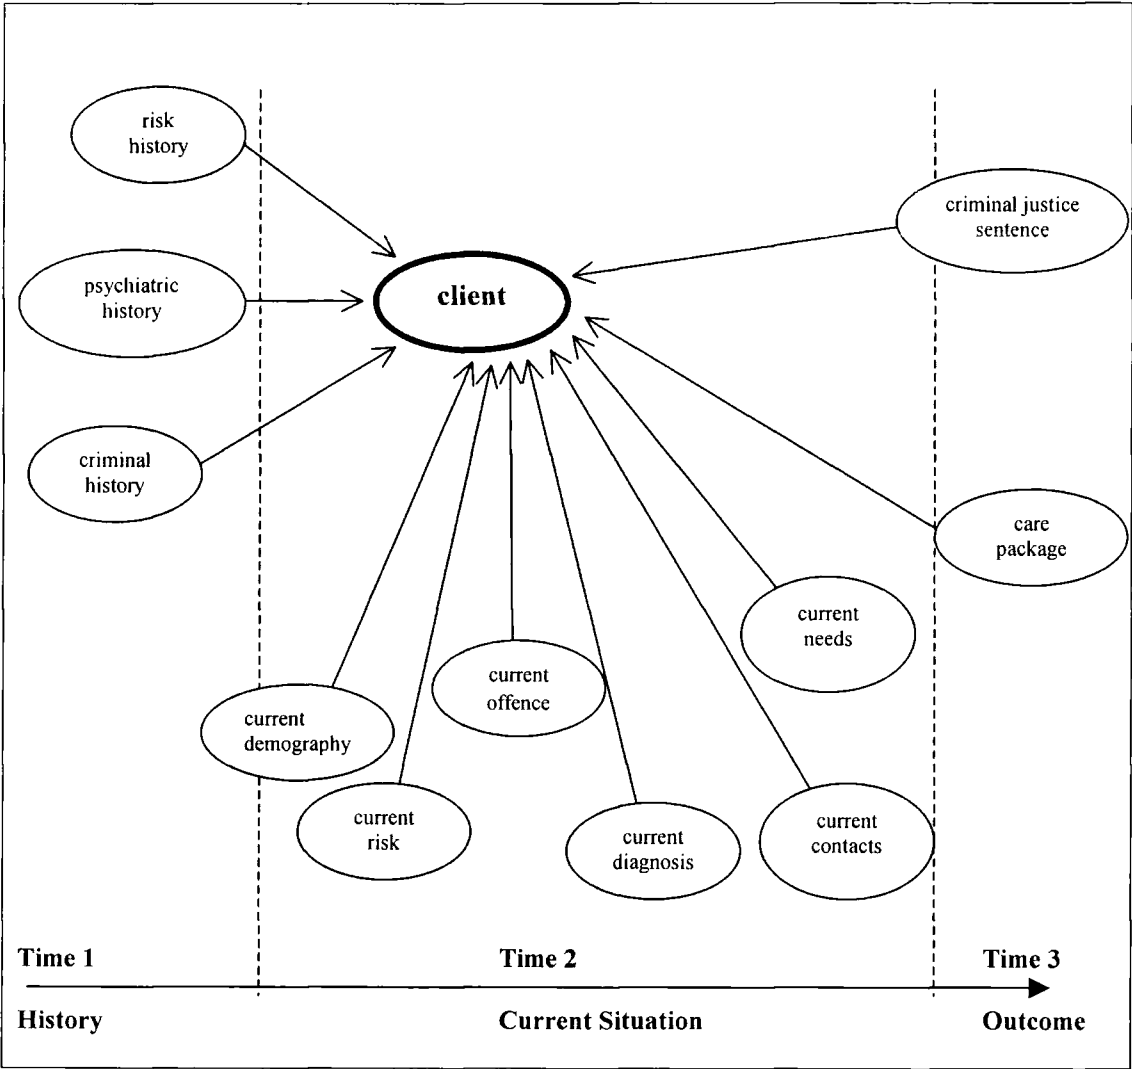 risk
history
criminal justice
sentence
psychiatric
history
client
criminal
history
care
package
current
needs
current
offence
current
demography
current
risk
current
diagnosis
current
contacts
Time 1
Time 2
Time 3
History
Current Situation
Outcome